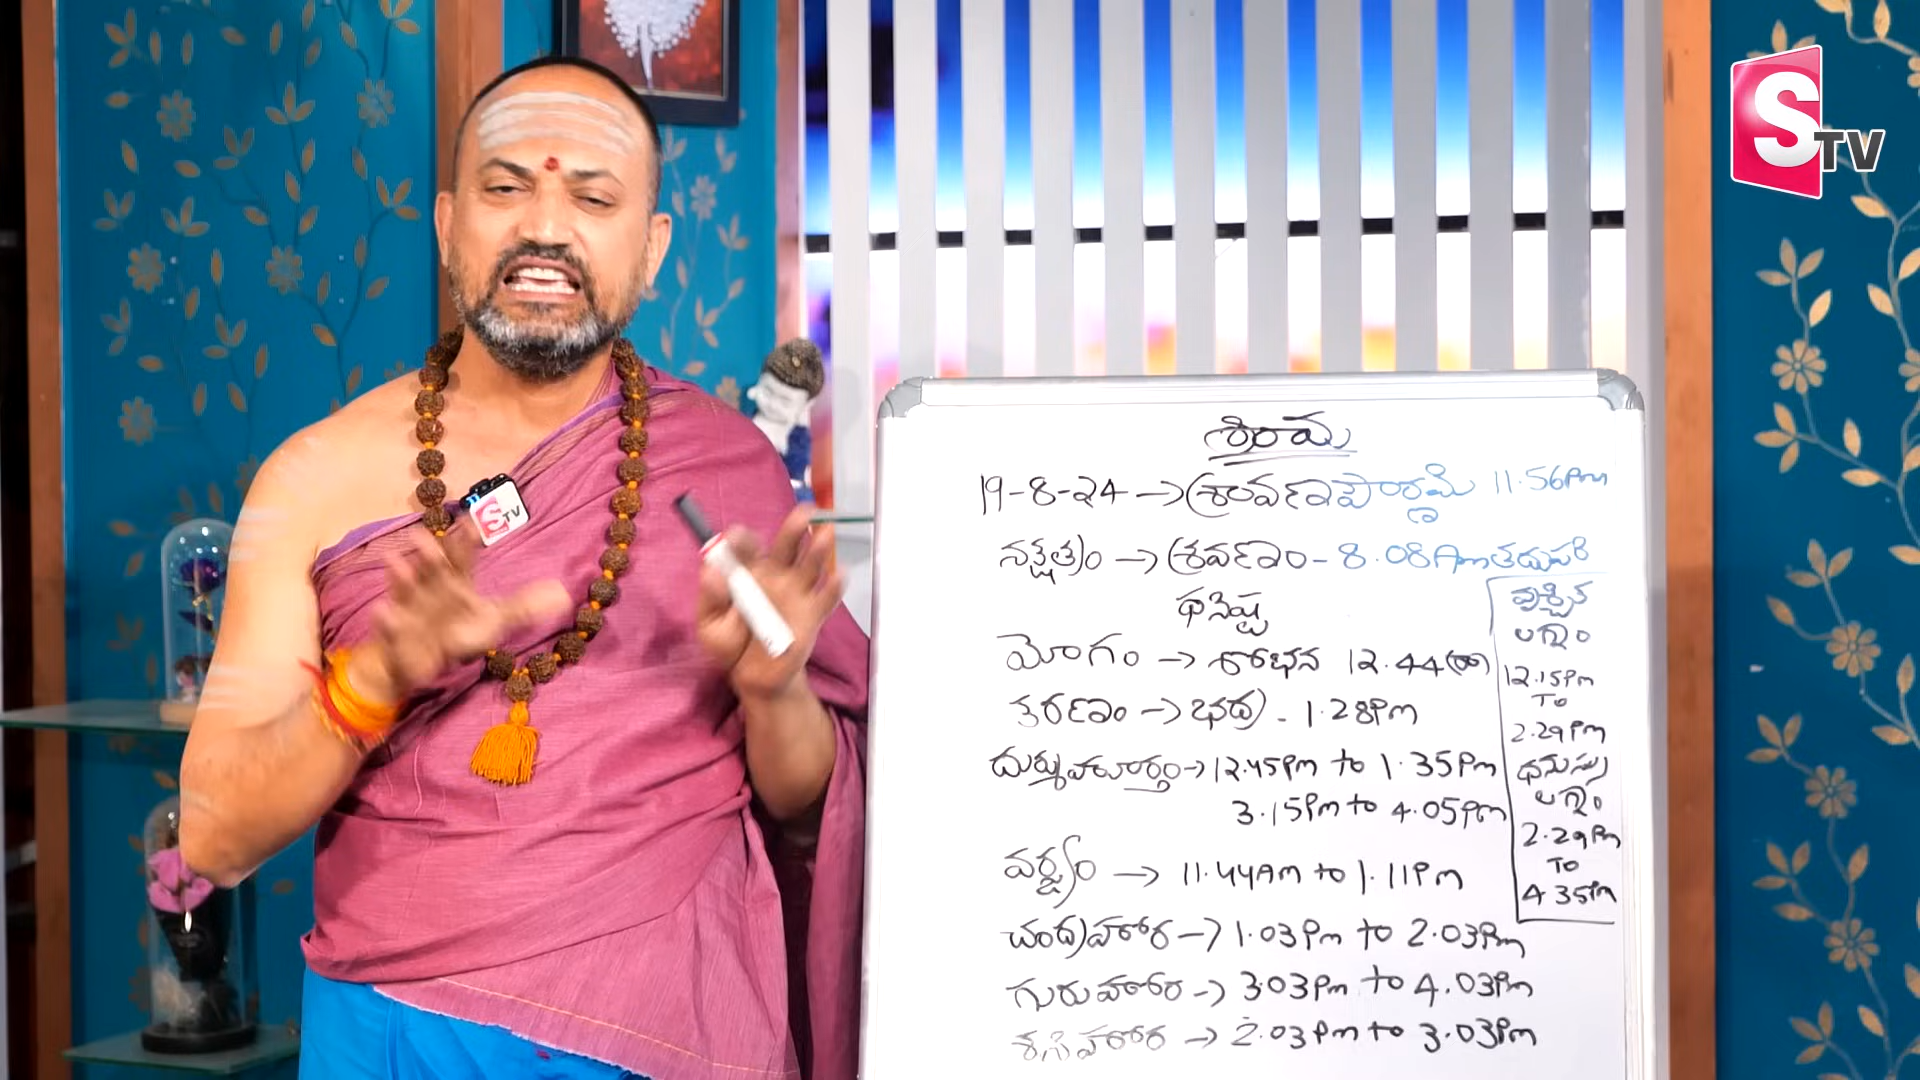 శ్రీరామ
19-8-24 → శ్రావణ పౌర్ణమి 11.56Pm
నక్షత్రం → శ్రవణం - 8.08Am తదుపరి
ధనిష్ఠ
యోగం → శోభన 12.44(రా)
కరణం → భద్ర - 1.28Pm
దుర్ముహూర్తం → 12.45Pm to 1.35Pm
3.15Pm to 4.05Pm
వర్జ్యం → 11.44Am to 1.11Pm
చంద్రహోర → 1.03Pm to 2.03Pm
గురుహోర → 3.03Pm to 4.03Pm
శనిహోర → 2.03Pm to 3.03Pm
వృశ్చిక
లగ్నం
12.15Pm
To
2.29Pm
ధనుస్సు
లగ్నం
2.29Pm
To
4.35Pm
STV
STV